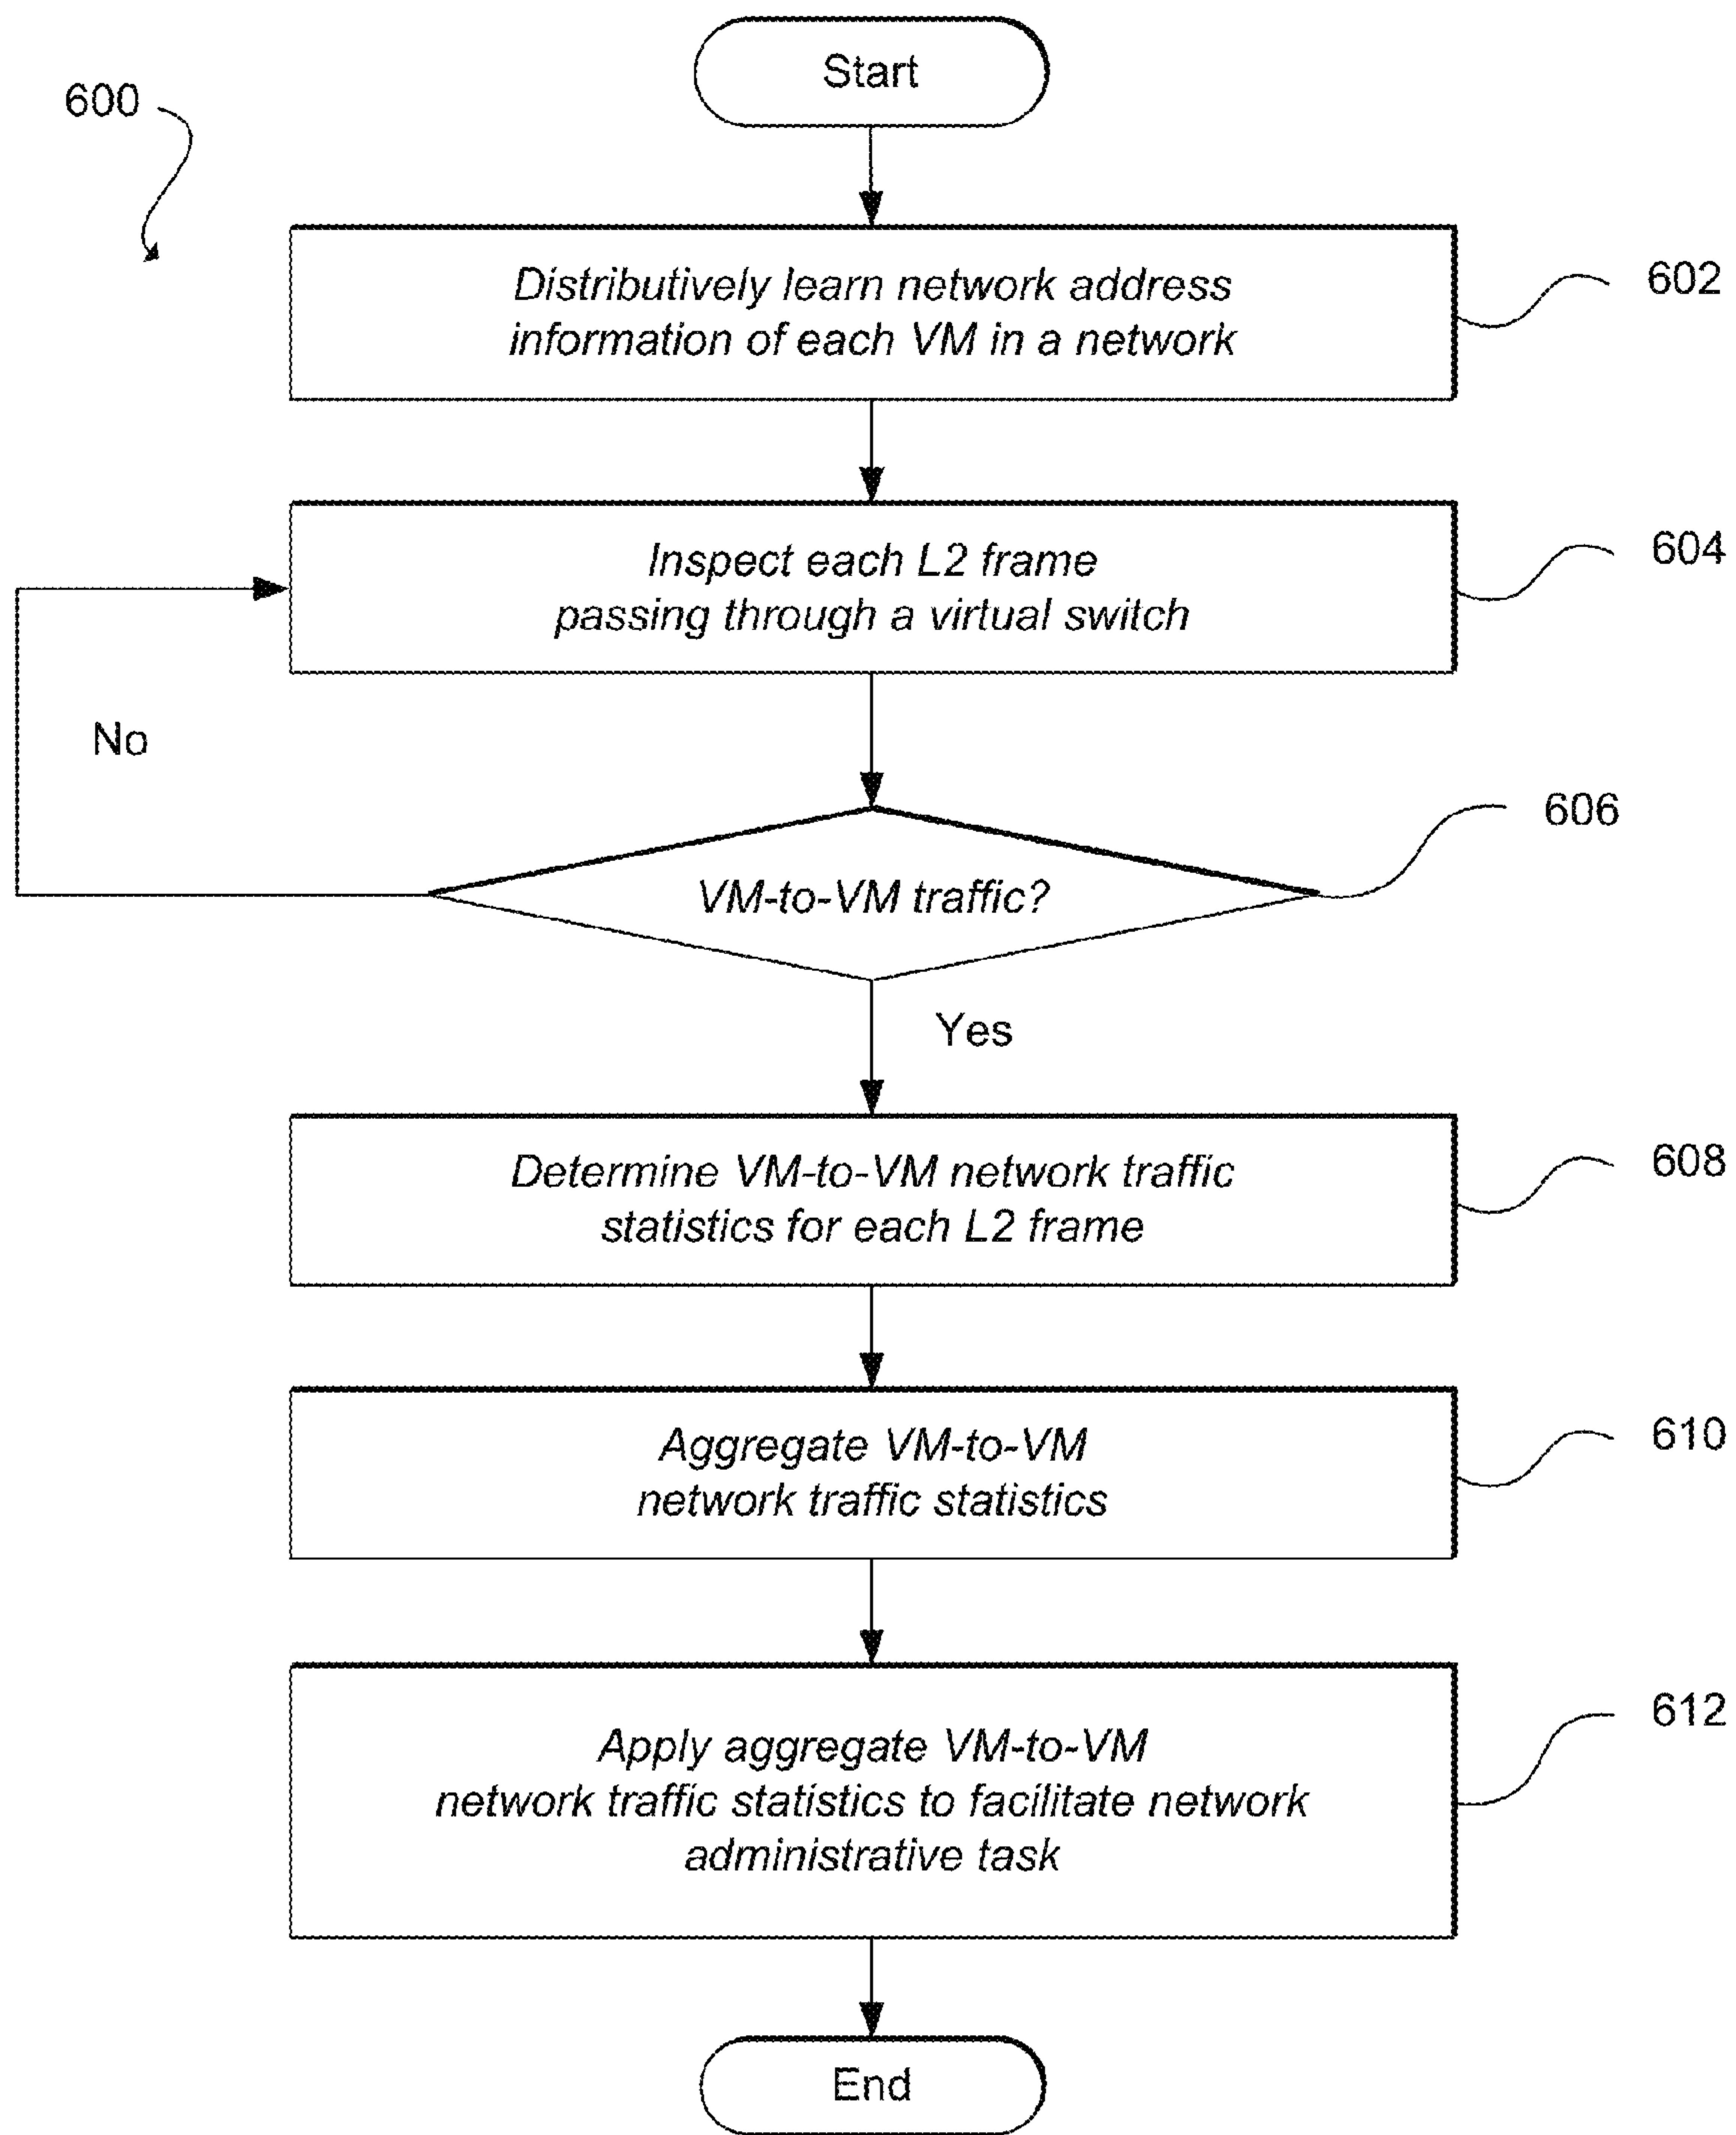 Start
600
Distributively learn network address
information of each VM in a network
602
Inspect each L2 frame
passing through a virtual switch
604
No
VM-to-VM traffic?
606
Yes
Determine VM-to-VM network traffic
statistics for each L2 frame
608
Aggregate VM-to-VM
network traffic statistics
610
Apply aggregate VM-to-VM
network traffic statistics to facilitate network
administrative task
612
End